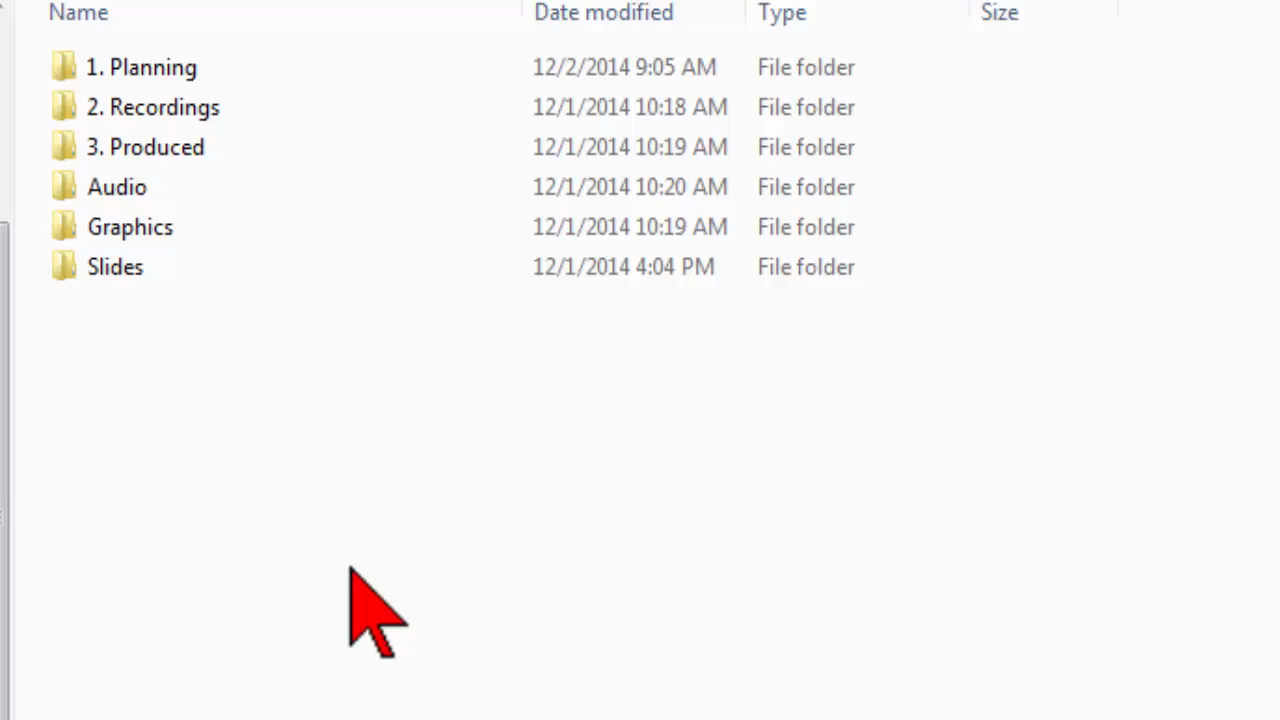 Name Date modified Type Size
1. Planning 12/2/2014 9:05 AM File folder
2. Recordings 12/1/2014 10:18 AM File folder
3. Produced 12/1/2014 10:19 AM File folder
Audio 12/1/2014 10:20 AM File folder
Graphics 12/1/2014 10:19 AM File folder
Slides 12/1/2014 4:04 PM File folder